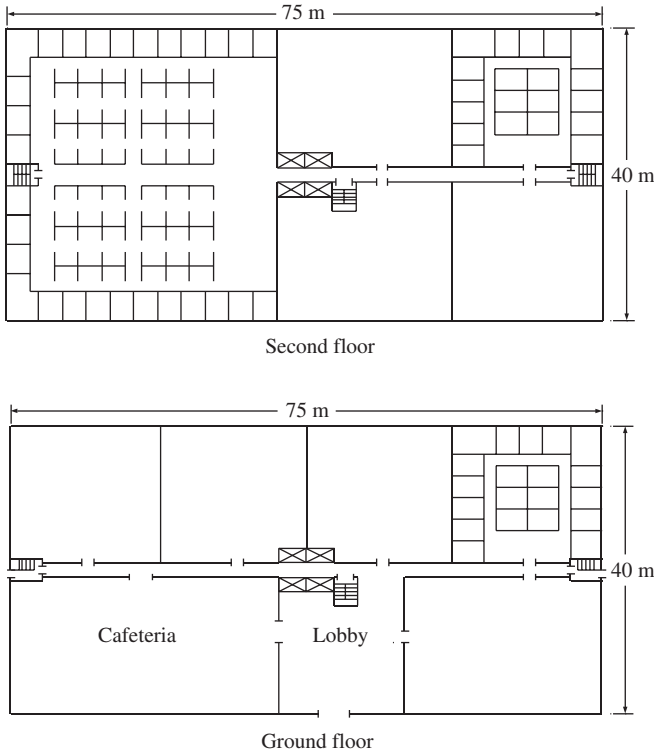 75 m
40 m
Second floor
75 m
40 m
Cafeteria
Lobby
Ground floor